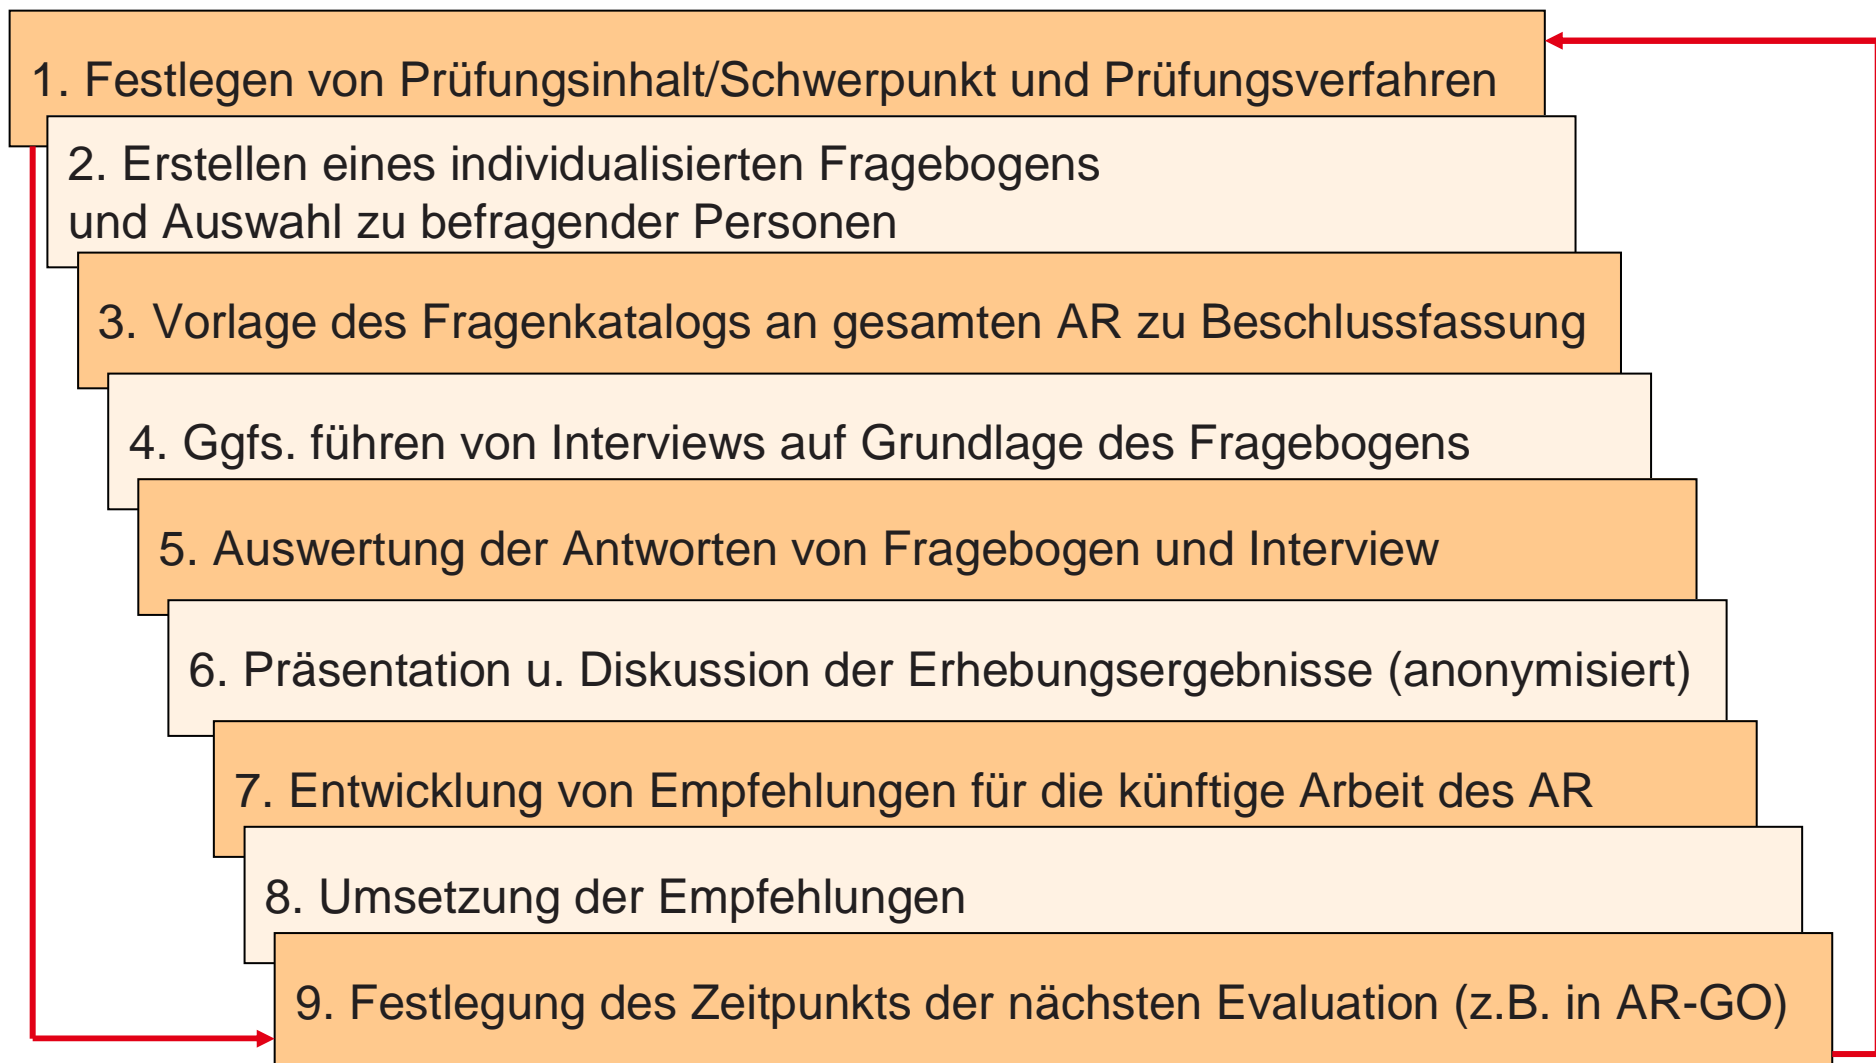 1. Festlegen von Prüfungsinhalt/Schwerpunkt und Prüfungsverfahren
2. Erstellen eines individualisierten Fragebogens
und Auswahl zu befragender Personen
3. Vorlage des Fragenkatalogs an gesamten AR zu Beschlussfassung
4. Ggfs. führen von Interviews auf Grundlage des Fragebogens
5. Auswertung der Antworten von Fragebogen und Interview
6. Präsentation u. Diskussion der Erhebungsergebnisse (anonymisiert)
7. Entwicklung von Empfehlungen für die künftige Arbeit des AR
8. Umsetzung der Empfehlungen
9. Festlegung des Zeitpunkts der nächsten Evaluation (z.B. in AR-GO)